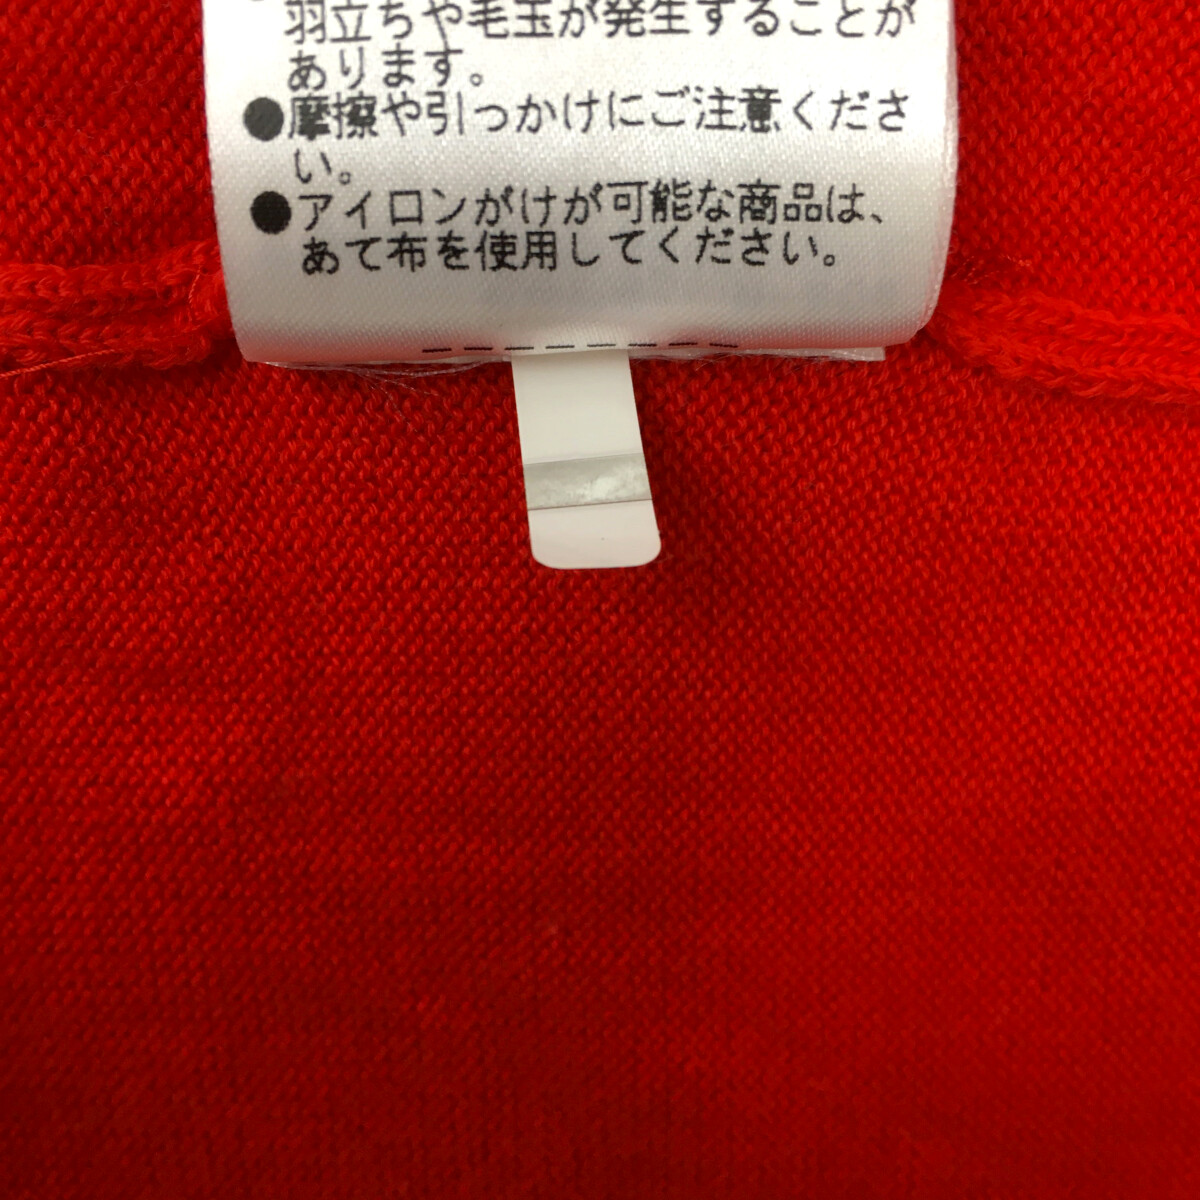 羽立ちや毛玉が発生することが
あります。
●摩擦や引っかけにご注意くださ
い。
●アイロンがけが可能な商品は、
あて布を使用してください。